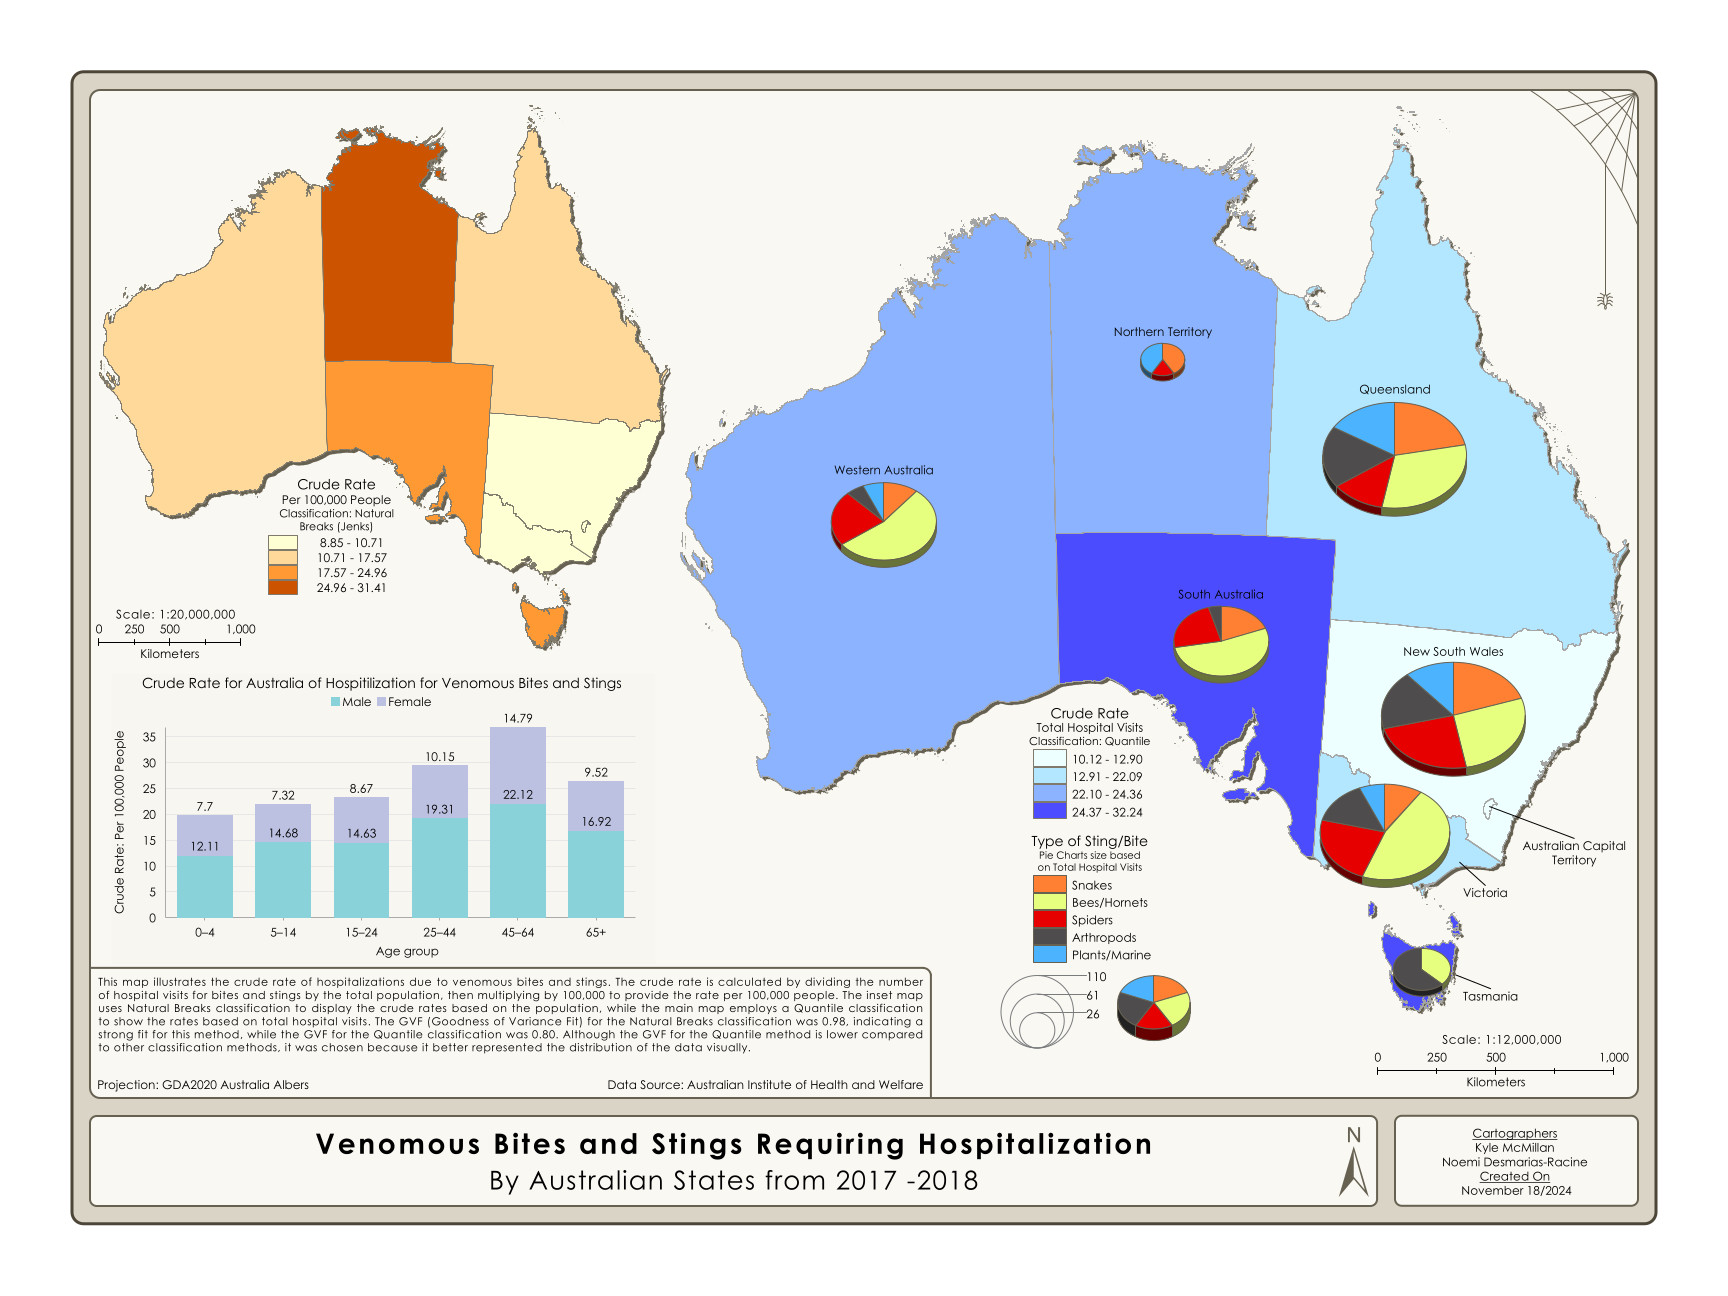 Crude Rate
Per 100,000 People
Classification: Natural
Breaks (Jenks)
8.85 - 10.71
10.71 - 17.57
17.57 - 24.96
24.96 - 31.41
Scale: 1:20,000,000
0 250 500 1,000
Kilometers
Crude Rate for Australia of Hospitilization for Venomous Bites and Stings
Male Female
Crude Rate: Per 100,000 People
35
30
25
20
15
10
5
0
7.7
12.11
7.32
14.68
8.67
14.63
10.15
19.31
14.79
22.12
9.52
16.92
0–4 5–14 15–24 25–44 45–64 65+
Age group
Northern Territory
Queensland
Western Australia
South Australia
New South Wales
Australian Capital
Territory
Victoria
Tasmania
Crude Rate
Total Hospital Visits
Classification: Quantile
10.12 - 12.90
12.91 - 22.09
22.10 - 24.36
24.37 - 32.24
Type of Sting/Bite
Pie Charts size based
on Total Hospital Visits
Snakes
Bees/Hornets
Spiders
Arthropods
Plants/Marine
110
61
26
Scale: 1:12,000,000
0 250 500 1,000
Kilometers
This map illustrates the crude rate of hospitalizations due to venomous bites and stings. The crude rate is calculated by dividing the number
of hospital visits for bites and stings by the total population, then multiplying by 100,000 to provide the rate per 100,000 people. The inset map
uses Natural Breaks classification to display the crude rates based on the population, while the main map employs a Quantile classification
to show the rates based on total hospital visits. The GVF (Goodness of Variance Fit) for the Natural Breaks classification was 0.98, indicating a
strong fit for this method, while the GVF for the Quantile classification was 0.80. Although the GVF for the Quantile method is lower compared
to other classification methods, it was chosen because it better represented the distribution of the data visually.
Projection: GDA2020 Australia Albers
Data Source: Australian Institute of Health and Welfare
Venomous Bites and Stings Requiring Hospitalization
By Australian States from 2017 -2018
N
Cartographers
Kyle McMillan
Noemi Desmarias-Racine
Created On
November 18/2024